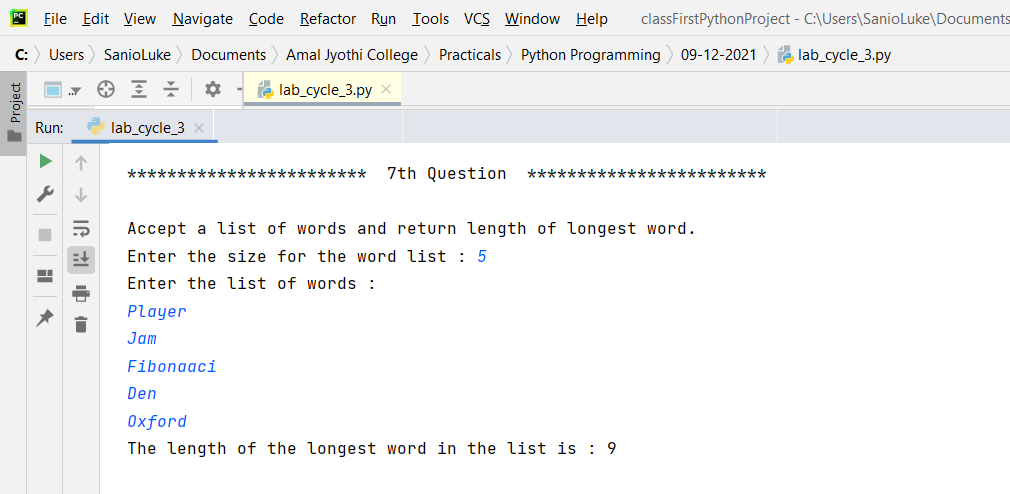 PC File Edit View Navigate Code Refactor Run Tools VCS Window Help classFirstPythonProject - C:\Users\SanioLuke\Documents
C: Users SanioLuke Documents Amal Jyothi College Practicals Python Programming 09-12-2021 lab_cycle_3.py
Project
.. lab_cycle_3.py
Run: lab_cycle_3
************************ 7th Question ************************
Accept a list of words and return length of longest word.
Enter the size for the word list : 5
Enter the list of words :
Player
Jam
Fibonaaci
Den
Oxford
The length of the longest word in the list is : 9